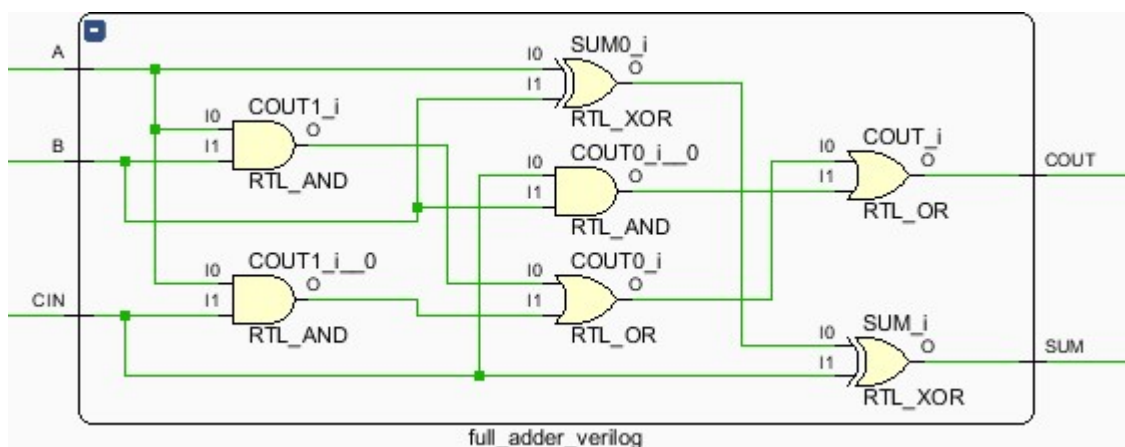 A
B
CIN
I0
I1
COUT1_i
O
RTL_AND
I0
I1
COUT1_i__0
O
RTL_AND
I0
I1
SUM0_i
O
RTL_XOR
I0
I1
COUT0_i__0
O
RTL_AND
I0
I1
COUT0_i
O
RTL_OR
I0
I1
COUT_i
O
RTL_OR
I0
I1
SUM_i
O
RTL_XOR
COUT
SUM
full_adder_verilog